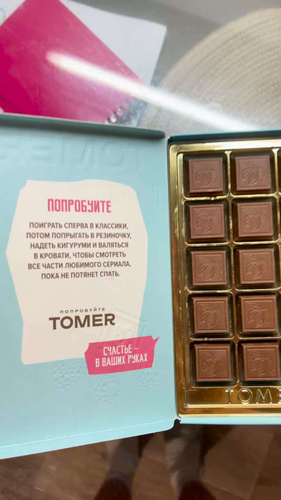 ПОПРОБУЙТЕ
ПОИГРАТЬ СПЕРВА В КЛАССИКИ,
ПОТОМ ПОПРЫГАТЬ В РЕЗИНОЧКУ,
НАДЕТЬ КИГУРУМИ И ВАЛЯТЬСЯ
В КРОВАТИ, ЧТОБЫ СМОТРЕТЬ
ВСЕ ЧАСТИ ЛЮБИМОГО СЕРИАЛА,
ПОКА НЕ ПОТЯНЕТ СПАТЬ.
ПОПРОБУЙТЕ
TOMER
СЧАСТЬЕ –
В ВАШИХ РУКАХ
TOME